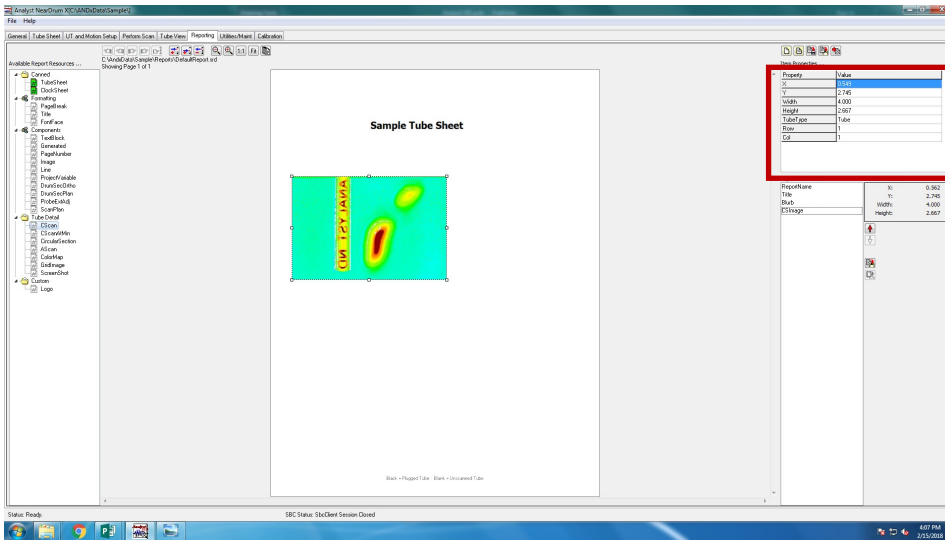 Analyst NearDrum X[C:\ANDxData\Sample\]
File Help
General Tube Sheet UT and Motion Setup Perform Scan Tube View Reporting Utilities/Maint Calibration
C:\AndxData\Sample\Reports\DefaultReport.srd
Showing Page 1 of 1
1:1
Available Report Resources ...
Canned
TubeSheet
ClockSheet
Formatting
PageBreak
Title
FontFace
Components
TextBlock
Generated
PageNumber
Image
Line
ProjectVariable
DrumSecOrtho
DrumSecPlan
ProbeExtAdj
ScanPlan
Tube Detail
CScan
CScanWMin
CircularSection
AScan
ColorMap
GridImage
ScreenShot
Custom
Logo
Sample Tube Sheet
ANALYST ND
Black = Plugged Tube Blank = Unscanned Tube
Item Properties ...
Property Value
X 0.549
Y 2.745
Width 4.000
Height 2.667
TubeType Tube
Row 1
Col 1
ReportName
Title
Blurb
CSImage
X: 0.562
Y: 2.745
Width: 4.000
Height: 2.667
Status: Ready.
SBC Status: SbcClient Session Closed
4:07 PM
2/15/2018